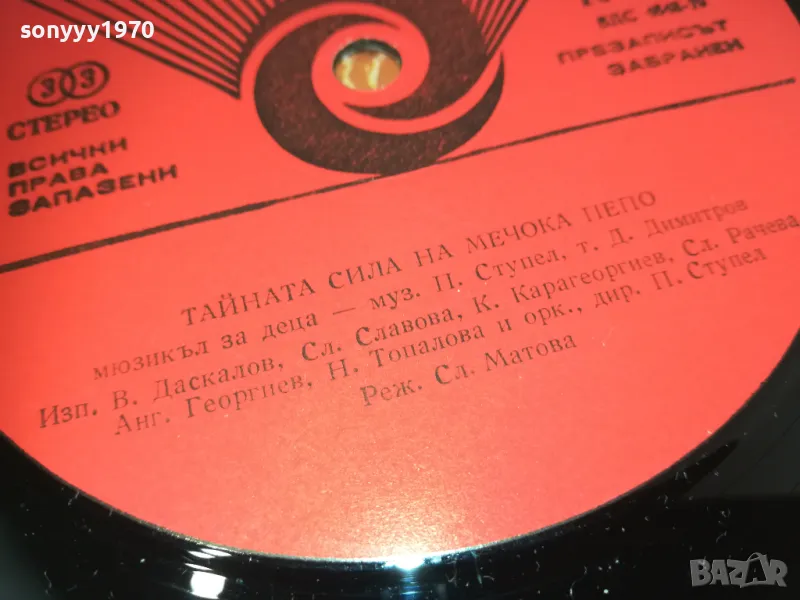 sonyyy1970
33
СТЕРЕО
ВСИЧКИ
ПРАВА
ЗАПАЗЕНИ
ПРЕЗАПИСЪТ
ЗАБРАНЕН
ТАЙНАТА СИЛА НА МЕЧОКА ПЕПО
мюзикъл за деца — муз. П. Ступел, т. Д. Димитров
Изп. В. Даскалов, Сл. Славова, К. Карагеоргиев, Сл. Рачева,
Анг. Георгиев, Н. Топалова и орк., дир. П. Ступел
Реж. Сл. Матова
BAZAR